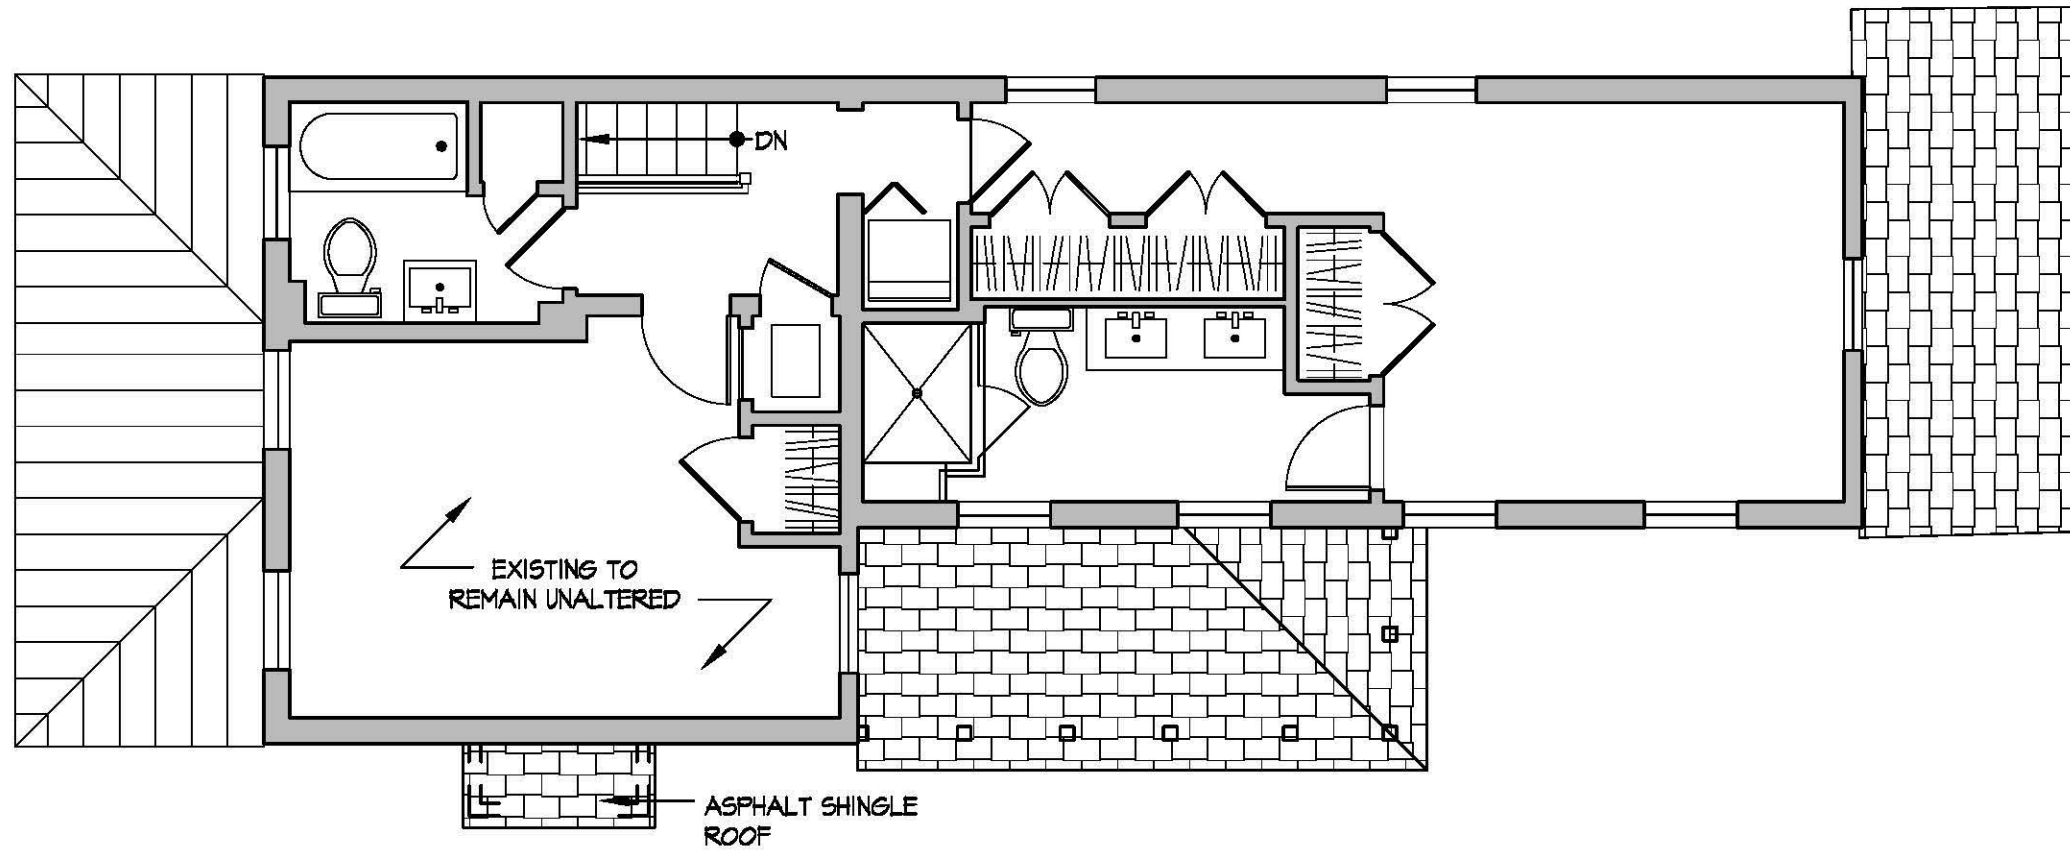 DN
EXISTING TO
REMAIN UNALTERED
ASPHALT SHINGLE
ROOF